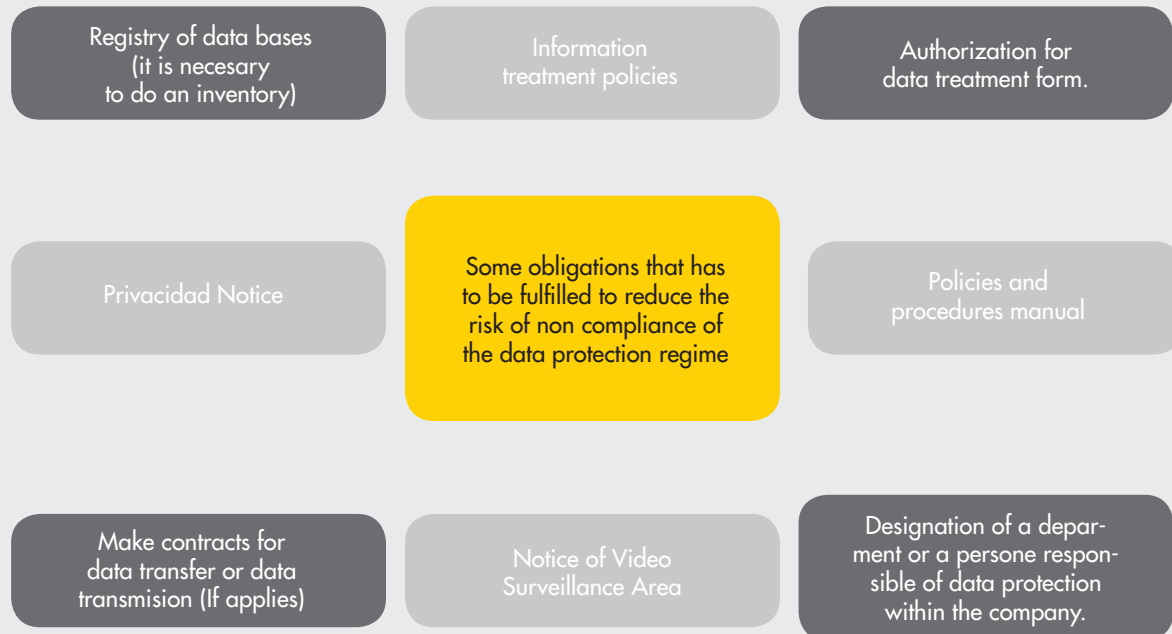 Registry of data bases
(it is necesary
to do an inventory)
Information
treatment policies
Authorization for
data treatment form.
Privacidad Notice
Some obligations that has
to be fulfilled to reduce the
risk of non compliance of
the data protection regime
Policies and
procedures manual
Make contracts for
data transfer or data
transmision (If applies)
Notice of Video
Surveillance Area
Designation of a depar-
ment or a persone respon-
sible of data protection
within the company.